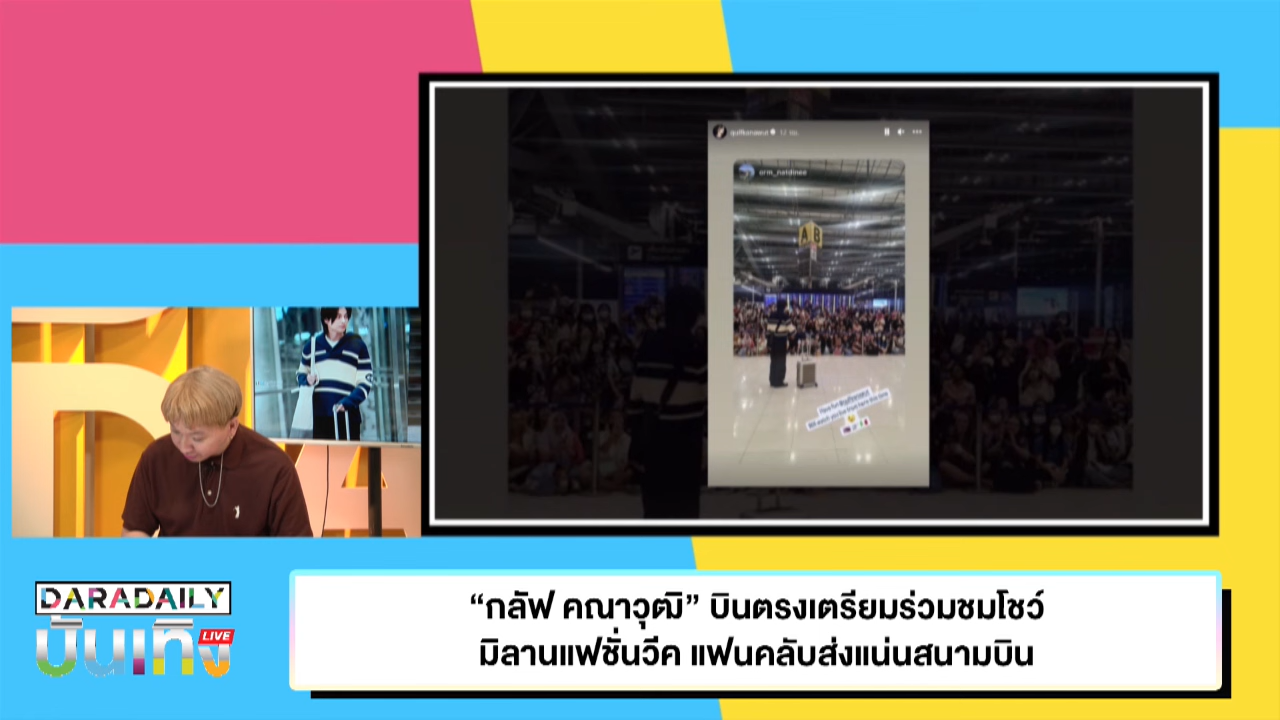 gulfkanawut
arm_natdinee
A B
DARADAILY
บันเทิง
LIVE
“กลัฟ คณาวุฒิ” บินตรงเตรียมร่วมชมโชว์
มิลานแฟชั่นวีค แฟนคลับส่งแน่นสนามบิน